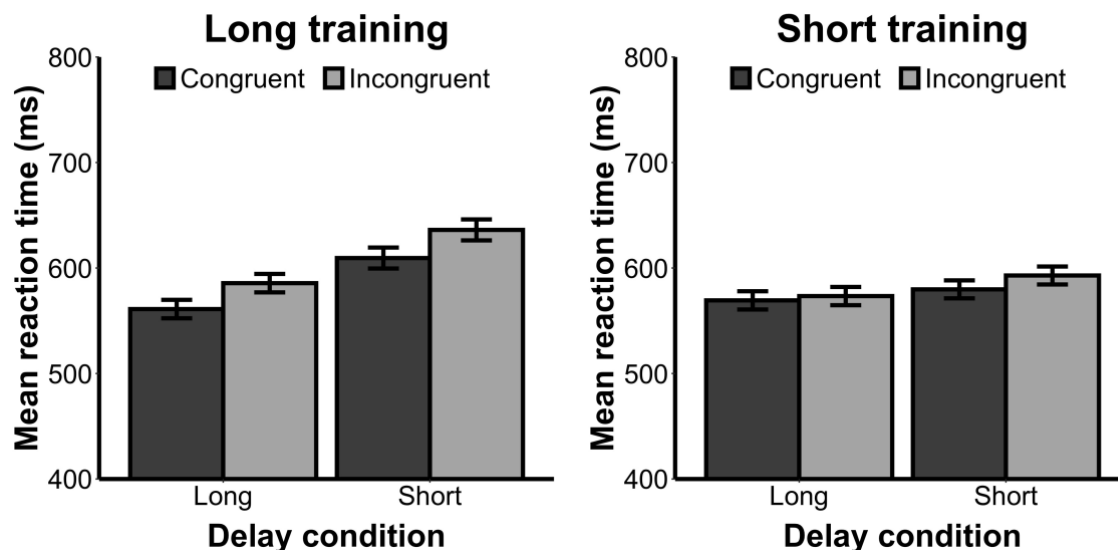 Long training
Congruent Incongruent
Mean reaction time (ms)
800
700
600
500
400
Long Short
Delay condition
Short training
Congruent Incongruent
Mean reaction time (ms)
800
700
600
500
400
Long Short
Delay condition